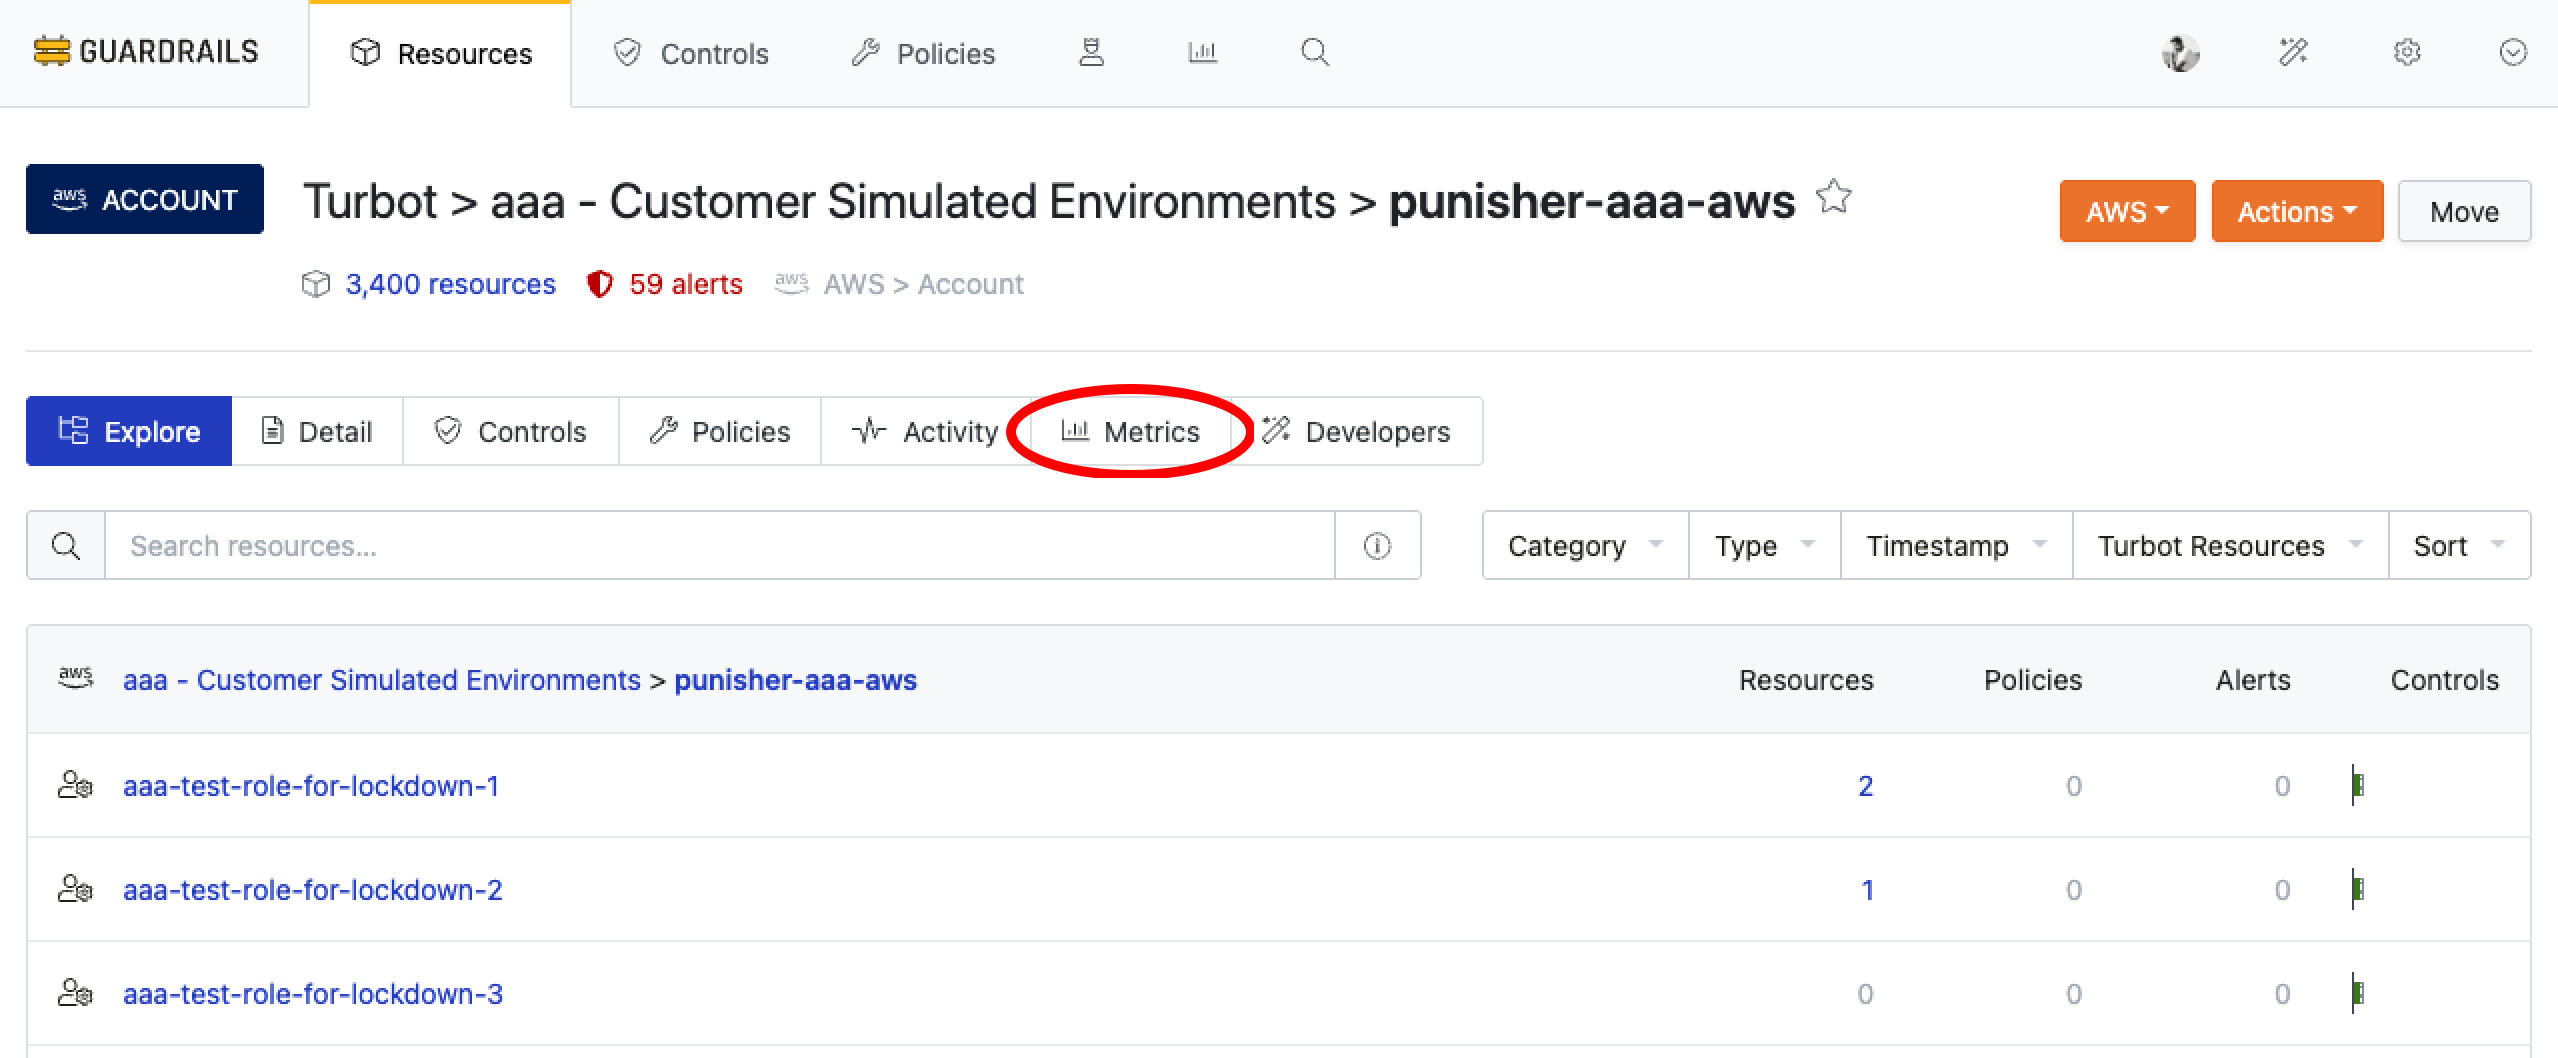 GUARDRAILS Resources Controls Policies
aws ACCOUNT Turbot > aaa - Customer Simulated Environments > punisher-aaa-aws AWS Actions Move
3,400 resources 59 alerts aws AWS > Account
Explore Detail Controls Policies Activity Metrics Developers
Search resources... Category Type Timestamp Turbot Resources Sort
aws aaa - Customer Simulated Environments > punisher-aaa-aws Resources Policies Alerts Controls
aaa-test-role-for-lockdown-1 2 0 0
aaa-test-role-for-lockdown-2 1 0 0
aaa-test-role-for-lockdown-3 0 0 0